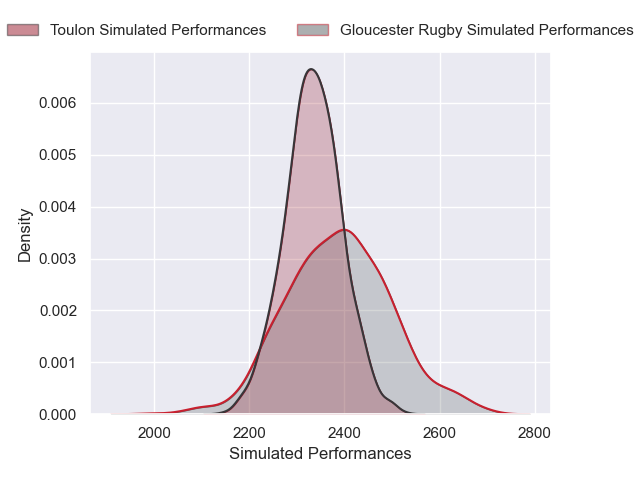 Toulon Simulated Performances Gloucester Rugby Simulated Performances
0.006
0.005
0.004
0.003
0.002
0.001
0.000
Density
2000 2200 2400 2600 2800
Simulated Performances